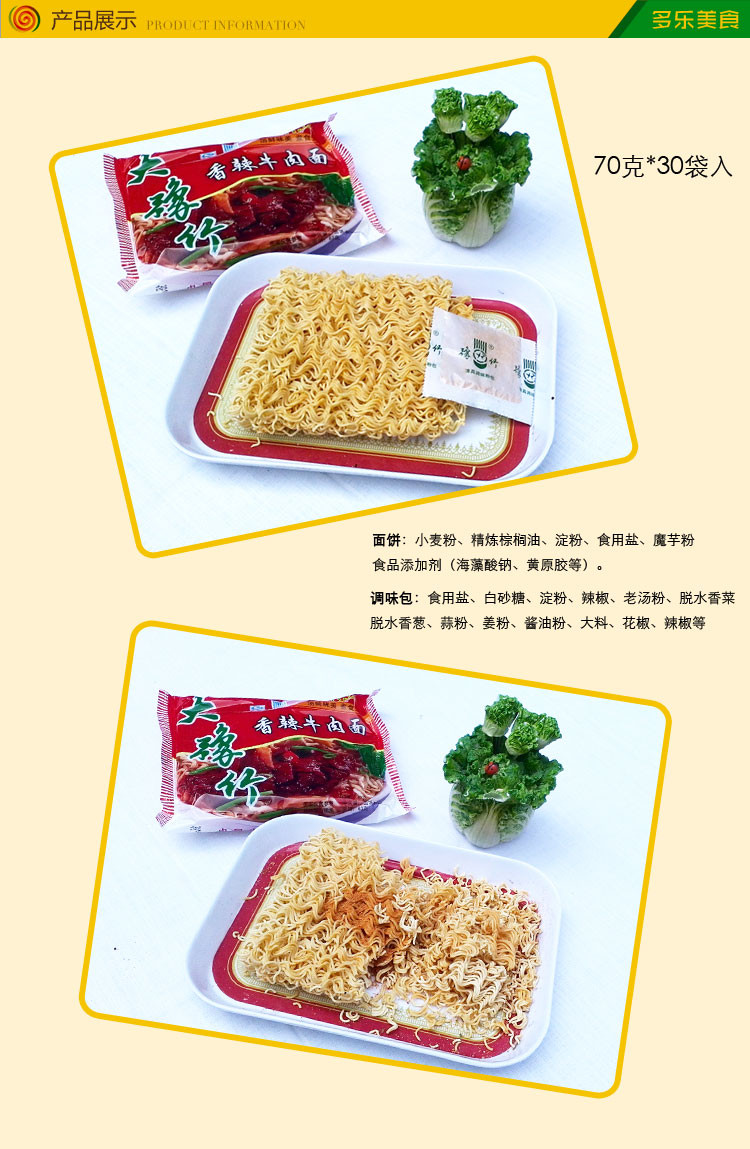 产品展示 PRODUCT INFORMATION
多乐美食
70克*30袋入
大豫竹
香辣牛肉面
豫竹
面饼：小麦粉、精炼棕榈油、淀粉、食用盐、魔芋粉
食品添加剂（海藻酸钠、黄原胶等）。
调味包：食用盐、白砂糖、淀粉、辣椒、老汤粉、脱水香菜
脱水香葱、蒜粉、姜粉、酱油粉、大料、花椒、辣椒等
大豫竹
香辣牛肉面